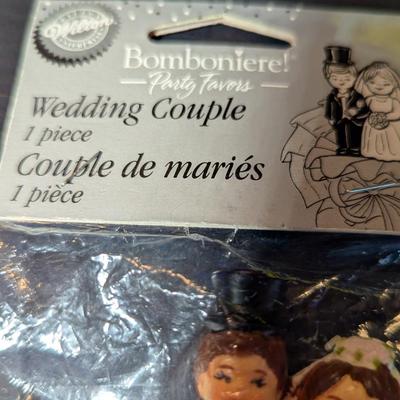 Wilton
Bomboniere!
Party Favors
Wedding Couple
1 piece
Couple de mariés
1 pièce